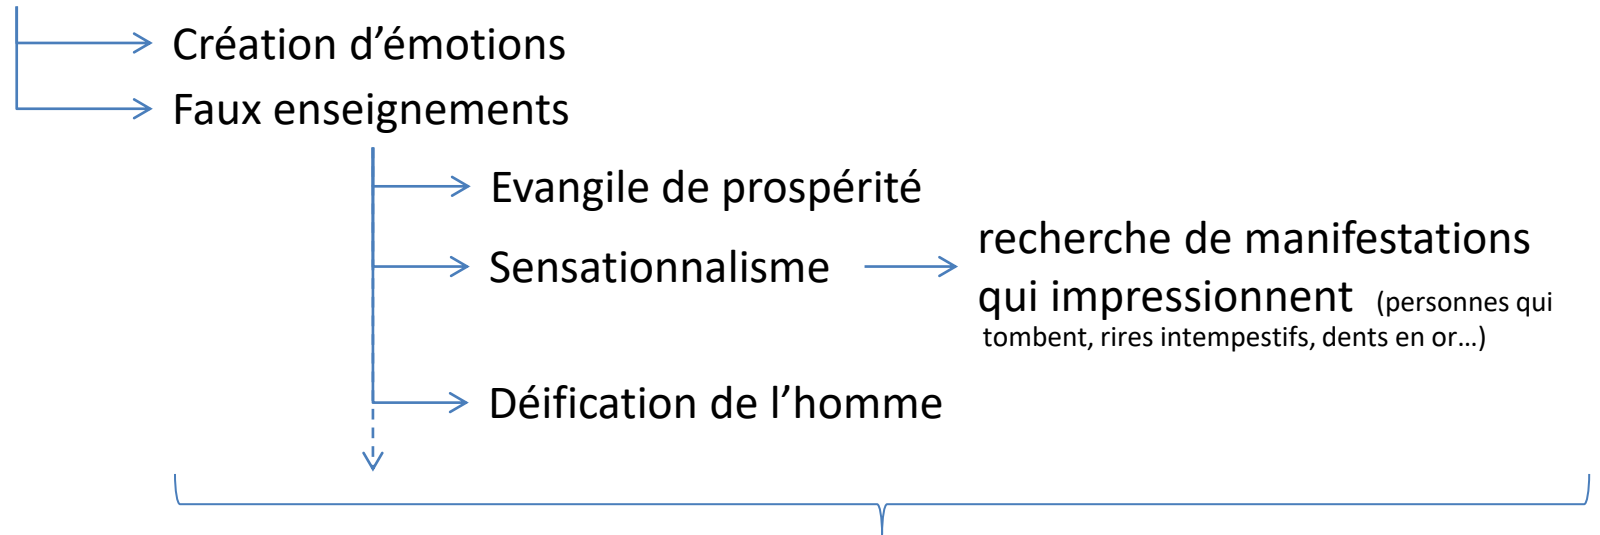 Création d’émotions
Faux enseignements
Evangile de prospérité
Sensationnalisme
recherche de manifestations
qui impressionnent (personnes qui
tombent, rires intempestifs, dents en or…)
Déification de l’homme